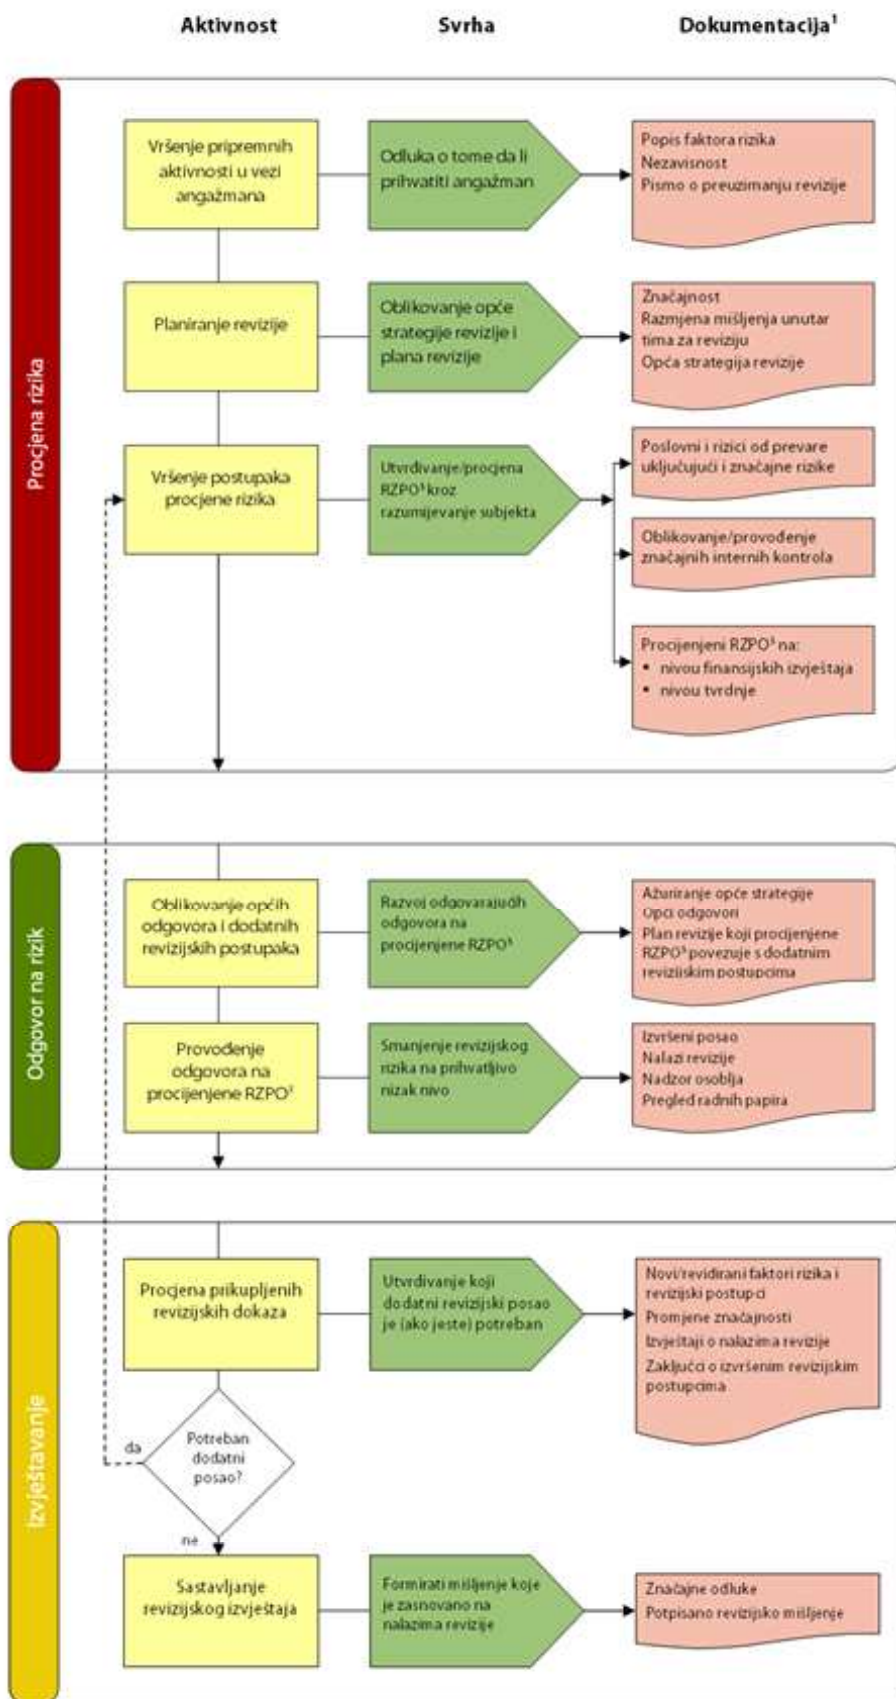 Aktivnost
Svrha
Dokumentacija¹
Procjena rizika
Vršenje pripremnih
aktivnosti u vezi
angažmana
Odluka o tome da li
prihvatiti angažman
Popis faktora rizika
Nezavisnost
Pismo o preuzimanju revizije
Planiranje revizije
Oblikovanje opće
strategije revizije i
plana revizije
Značajnost
Razmjena mišljenja unutar
tima za reviziju
Opća strategija revizije
Vršenje postupaka
procjene rizika
Utvrđivanje/procjena
RZPO³ kroz
razumijevanje subjekta
Poslovni i rizici od prevare
uključujući i značajne rizike
Oblikovanje/provođenje
značajnih internih kontrola
Procijenjeni RZPO³ na:
• nivou finansijskih izvještaja
• nivou tvrdnje
Odgovor na rizik
Oblikovanje općih
odgovora i dodatnih
revizijskih postupaka
Razvoj odgovarajućih
odgovora na
procijenjene RZPO³
Ažuriranje opće strategije
Opći odgovori
Plan revizije koji procijenjene
RZPO³ povezuje s dodatnim
revizijskim postupcima
Provođenje
odgovora na
procijenjene RZPO³
Smanjenje revizijskog
rizika na prihvatljivo
nizak nivo
Izvršeni posao
Nalazi revizije
Nadzor osoblja
Pregled radnih papira
Izvještavanje
Procjena prikupljenih
revizijskih dokaza
Utvrđivanje koji
dodatni revizijski posao
je (ako jeste) potreban
Novi/revidirani faktori rizika i
revizijski postupci
Promjene značajnosti
Izvještaji o nalazima revizije
Zaključci o izvršenim revizijskim
postupcima
da
Potreban
dodatni
posao?
ne
Sastavljanje
revizijskog izvještaja
Formirati mišljenje koje
je zasnovano na
nalazima revizije
Značajne odluke
Potpisano revizijsko mišljenje